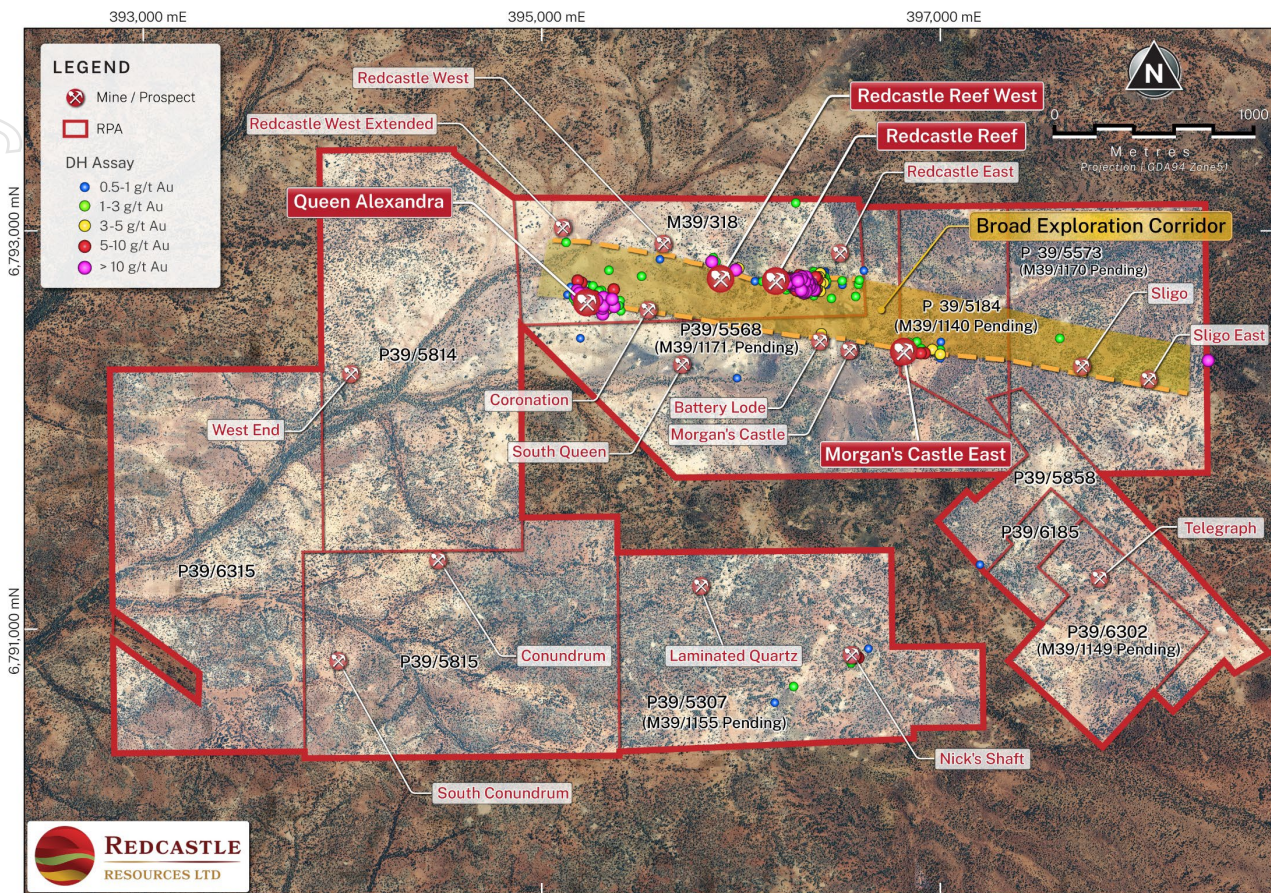 393,000 mE
395,000 mE
397,000 mE
LEGEND
Mine / Prospect
RPA
DH Assay
0.5-1 g/t Au
1-3 g/t Au
3-5 g/t Au
5-10 g/t Au
> 10 g/t Au
N
0
1000
Metres
Projection : GDA94 Zone51
6,793,000 mN
6,791,000 mN
Redcastle West
Redcastle West Extended
Redcastle Reef West
Redcastle Reef
Redcastle East
Queen Alexandra
M39/318
Broad Exploration Corridor
P 39/5573
(M39/1170 Pending)
P 39/5184
(M39/1140 Pending)
Sligo
Sligo East
P39/5568
(M39/1171 Pending)
P39/5814
West End
Coronation
Battery Lode
Morgan's Castle
South Queen
Morgan's Castle East
P39/5858
P39/6185
Telegraph
P39/6315
P39/6302
(M39/1149 Pending)
P39/5815
Conundrum
Laminated Quartz
P39/5307
(M39/1155 Pending)
Nick's Shaft
South Conundrum
REDCASTLE
RESOURCES LTD